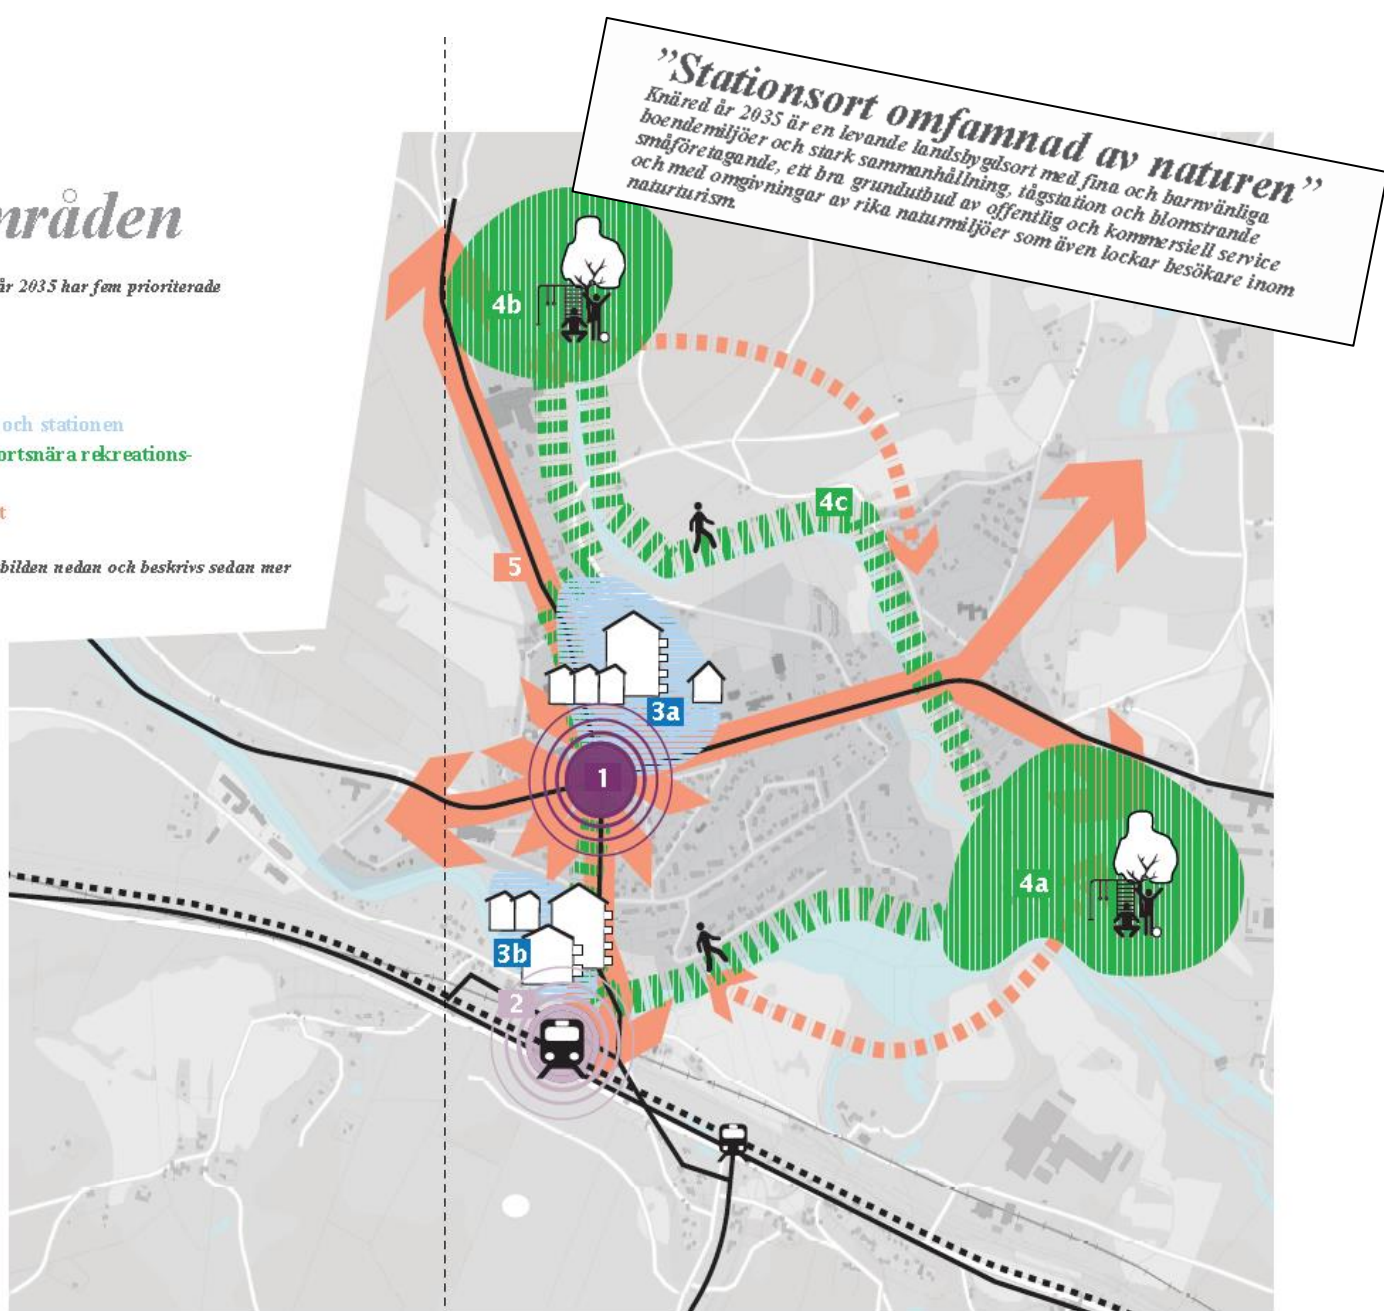 ”Stationsort omfamnad av naturen”
Knäred år 2035 är en levande landsbygdsort med fina och barnvänliga
boendemiljöer och stark sammanhållning, tågstation och blomstrande
småföretagande, ett bra grundutbud av offentlig och kommersiell service
och med omgivningar av rika naturmiljöer som även lockar besökare inom
naturturism.
mråden
år 2035 har fem prioriterade
och stationen
ortsnära rekreations-
t
bilden nedan och beskrivs sedan mer
4b
4c
5
3a
1
4a
3b
2